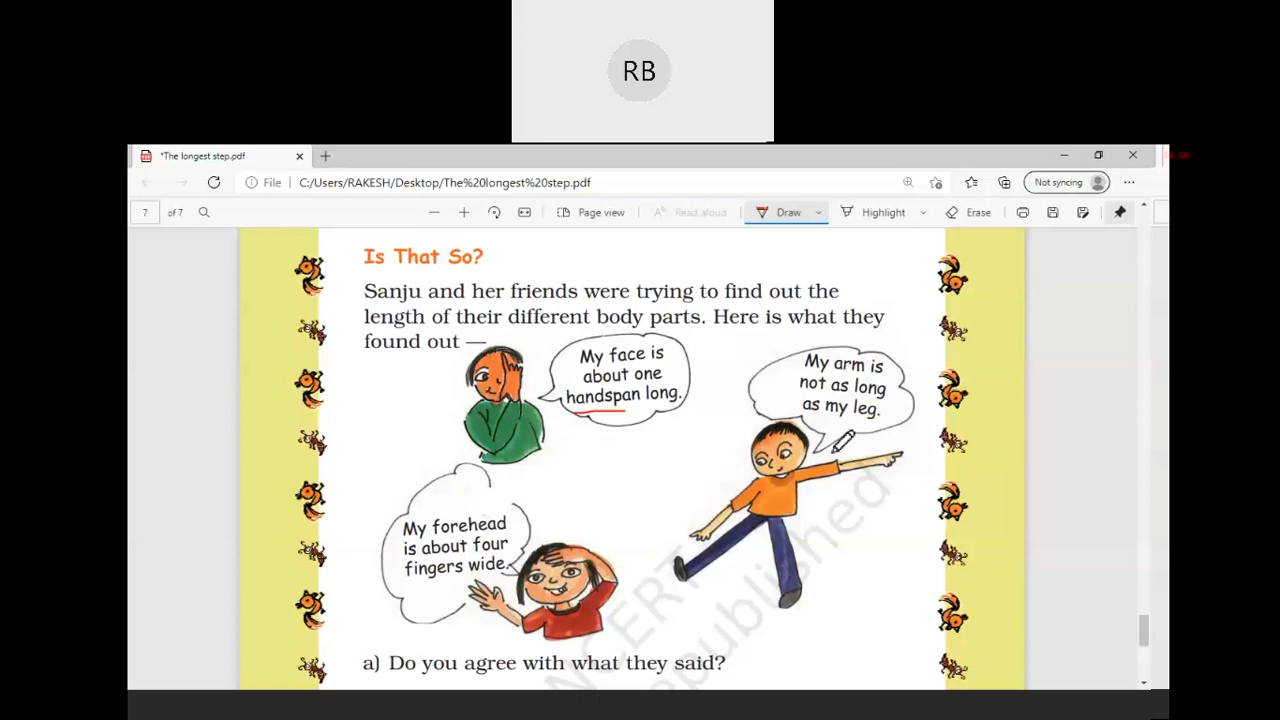 RB
*The longest step.pdf
File
C:/Users/RAKESH/Desktop/The%20longest%20step.pdf
Not syncing
7 of 7
Page view
Read aloud
Draw
Highlight
Erase
Is That So?
Sanju and her friends were trying to find out the
length of their different body parts. Here is what they
found out —
My face is
about one
handspan long.
My arm is
not as long
as my leg.
My forehead
is about four
fingers wide.
a) Do you agree with what they said?
NCERT
republished